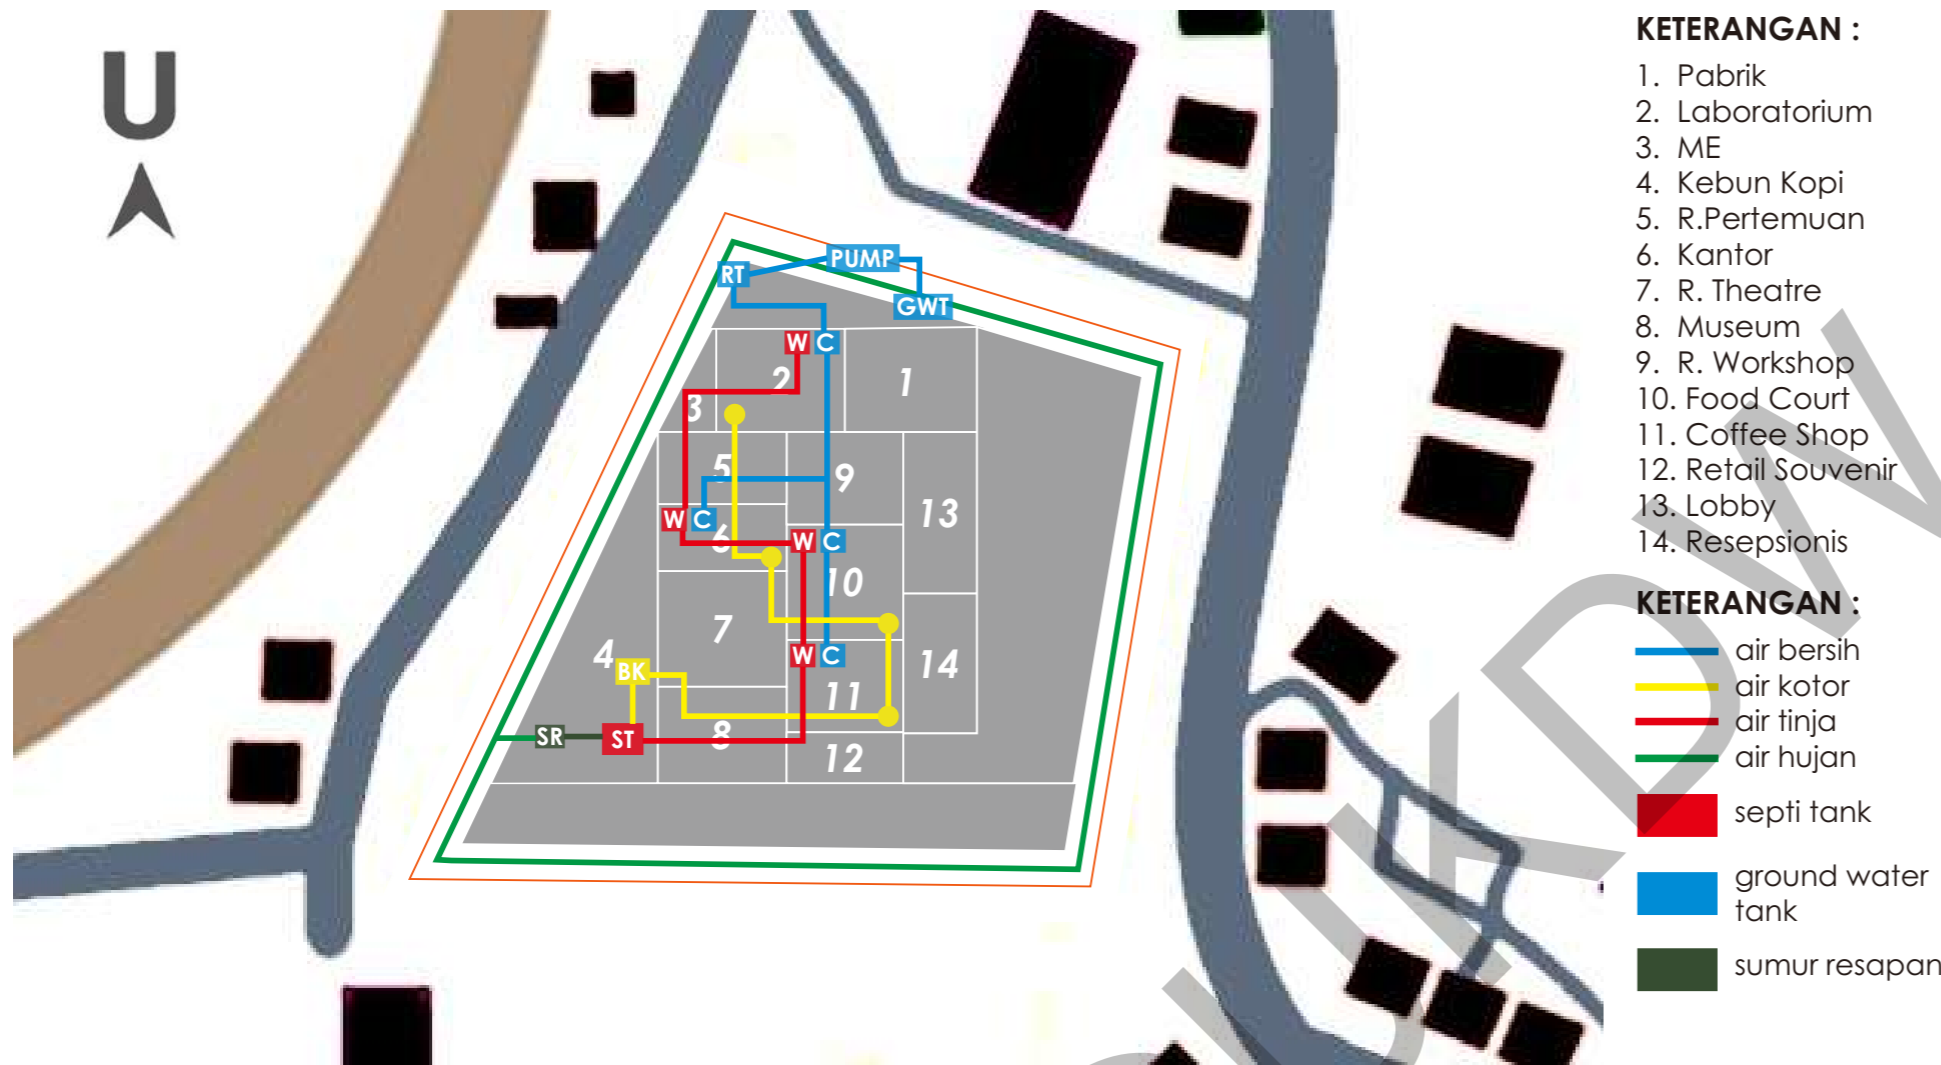 U
KETERANGAN :
1. Pabrik
2. Laboratorium
3. ME
4. Kebun Kopi
5. R.Pertemuan
6. Kantor
7. R. Theatre
8. Museum
9. R. Workshop
10. Food Court
11. Coffee Shop
12. Retail Souvenir
13. Lobby
14. Resepsionis
KETERANGAN :
air bersih
air kotor
air tinja
air hujan
septi tank
ground water
tank
sumur resapan
PUMP
RT
GWT
W C
2
1
3
5
9
13
W C
6
W C
10
7
4
BK
W C
14
11
SR
ST
8
12
UKDW